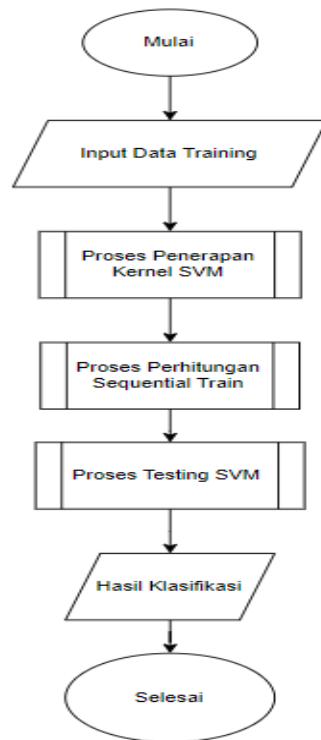 Mulai
Input Data Training
Proses Penerapan
Kernel SVM
Proses Perhitungan
Sequential Train
Proses Testing SVM
Hasil Klasifikasi
Selesai